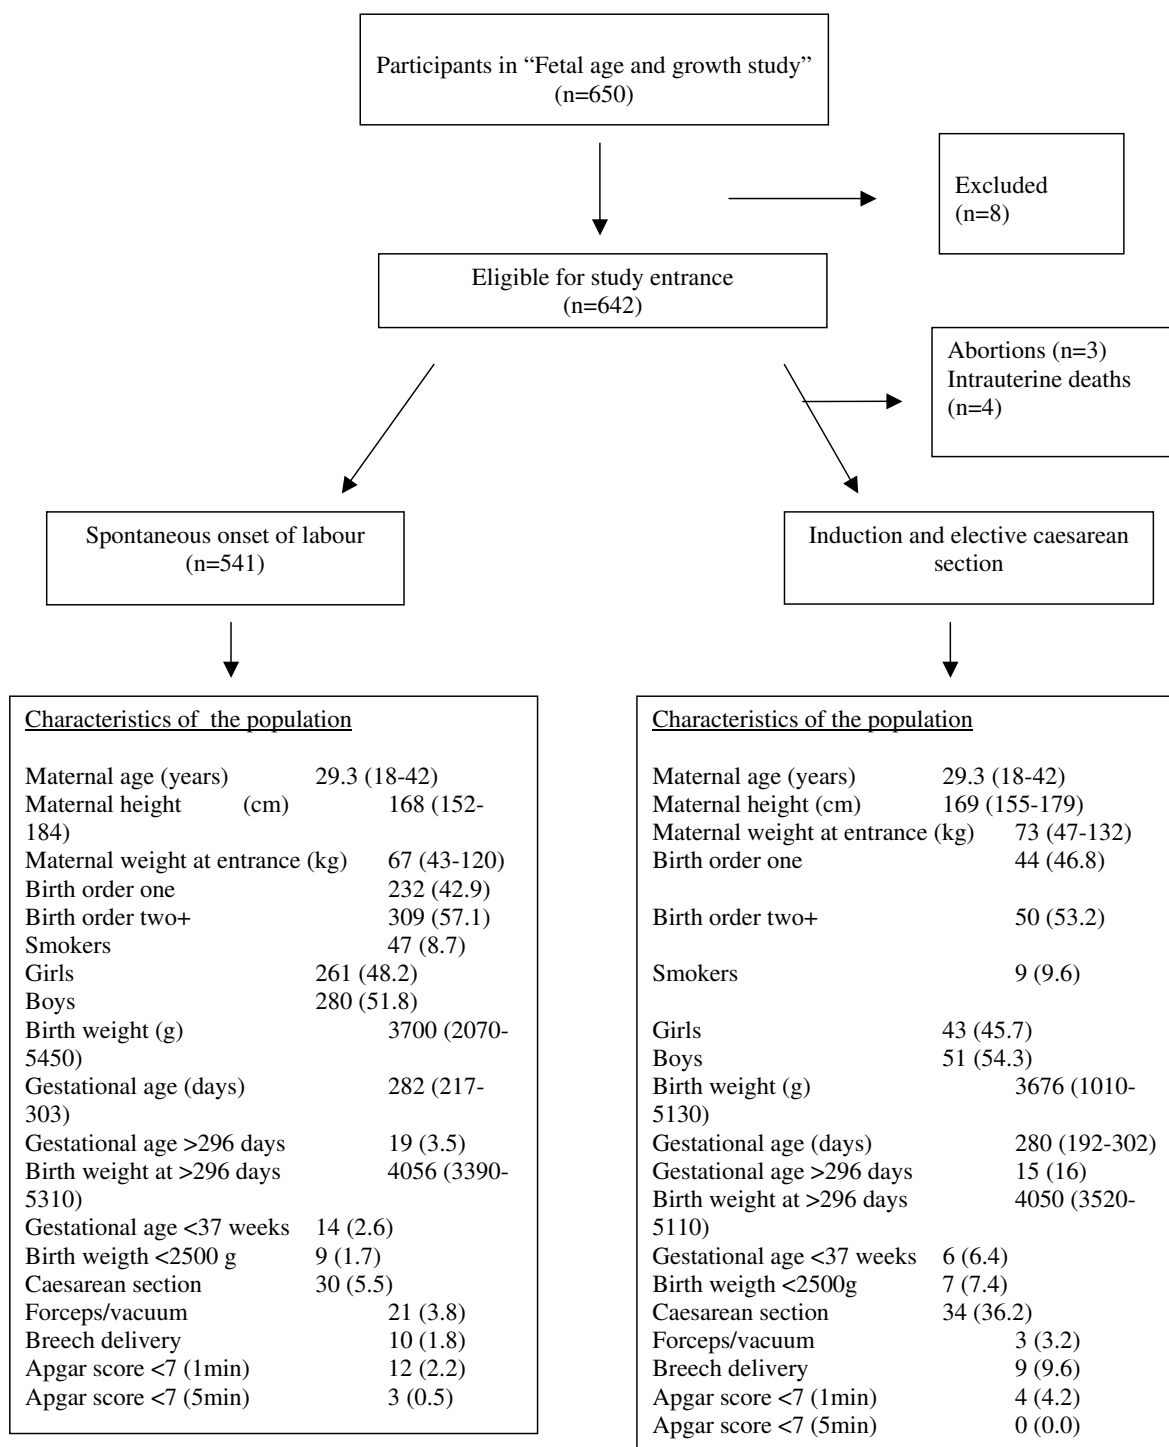 Participants in “Fetal age and growth study”
(n=650)
Excluded
(n=8)
Eligible for study entrance
(n=642)
Abortions (n=3)
Intrauterine deaths
(n=4)
Spontaneous onset of labour
(n=541)
Induction and elective caesarean
section
Characteristics of the population
Maternal age (years) 29.3 (18-42)
Maternal height (cm) 168 (152-
184)
Maternal weight at entrance (kg) 67 (43-120)
Birth order one 232 (42.9)
Birth order two+ 309 (57.1)
Smokers 47 (8.7)
Girls 261 (48.2)
Boys 280 (51.8)
Birth weight (g) 3700 (2070-
5450)
Gestational age (days) 282 (217-
303)
Gestational age >296 days 19 (3.5)
Birth weight at >296 days 4056 (3390-
5310)
Gestational age <37 weeks 14 (2.6)
Birth weigth <2500 g 9 (1.7)
Caesarean section 30 (5.5)
Forceps/vacuum 21 (3.8)
Breech delivery 10 (1.8)
Apgar score <7 (1min) 12 (2.2)
Apgar score <7 (5min) 3 (0.5)
Characteristics of the population
Maternal age (years) 29.3 (18-42)
Maternal height (cm) 169 (155-179)
Maternal weight at entrance (kg) 73 (47-132)
Birth order one 44 (46.8)
Birth order two+ 50 (53.2)
Smokers 9 (9.6)
Girls 43 (45.7)
Boys 51 (54.3)
Birth weight (g) 3676 (1010-
5130)
Gestational age (days) 280 (192-302)
Gestational age >296 days 15 (16)
Birth weight at >296 days 4050 (3520-
5110)
Gestational age <37 weeks 6 (6.4)
Birth weigth <2500g 7 (7.4)
Caesarean section 34 (36.2)
Forceps/vacuum 3 (3.2)
Breech delivery 9 (9.6)
Apgar score <7 (1min) 4 (4.2)
Apgar score <7 (5min) 0 (0.0)